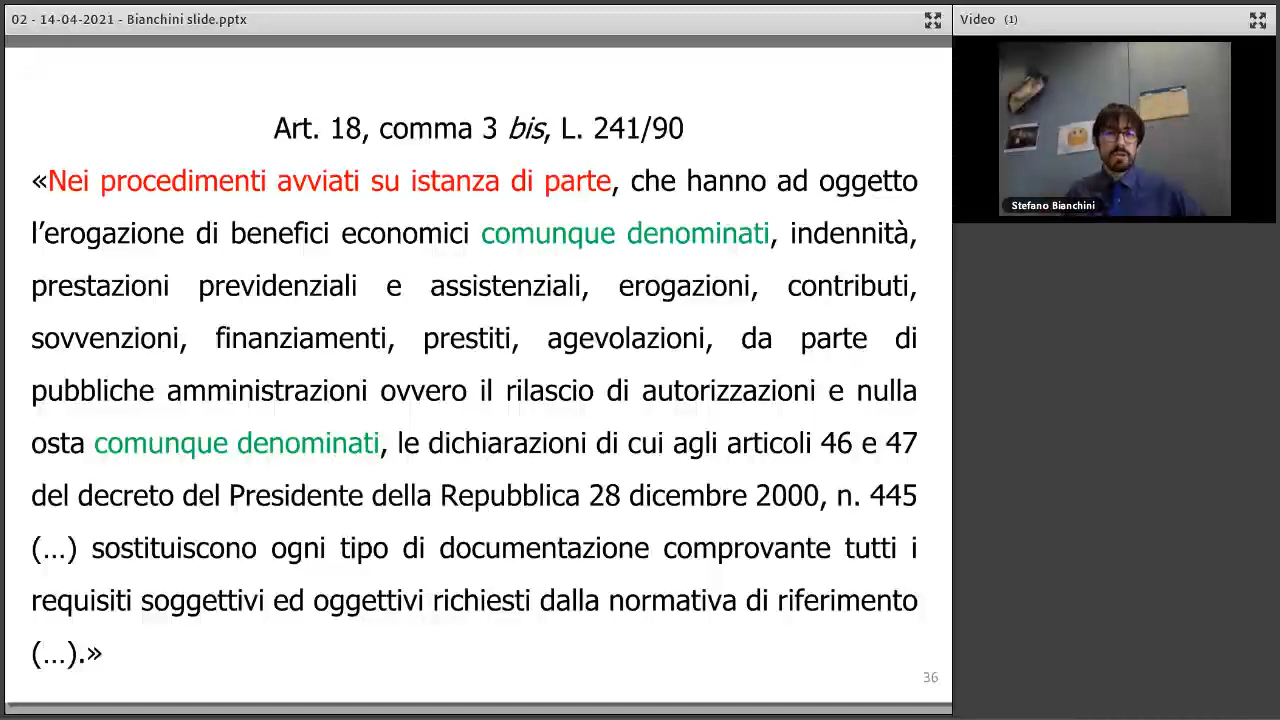 02 - 14-04-2021 - Bianchini slide.pptx
Video (1)
Stefano Bianchini
Art. 18, comma 3 bis, L. 241/90
«Nei procedimenti avviati su istanza di parte, che hanno ad oggetto
l’erogazione di benefici economici comunque denominati, indennità,
prestazioni previdenziali e assistenziali, erogazioni, contributi,
sovvenzioni, finanziamenti, prestiti, agevolazioni, da parte di
pubbliche amministrazioni ovvero il rilascio di autorizzazioni e nulla
osta comunque denominati, le dichiarazioni di cui agli articoli 46 e 47
del decreto del Presidente della Repubblica 28 dicembre 2000, n. 445
(…) sostituiscono ogni tipo di documentazione comprovante tutti i
requisiti soggettivi ed oggettivi richiesti dalla normativa di riferimento
(…).»
36